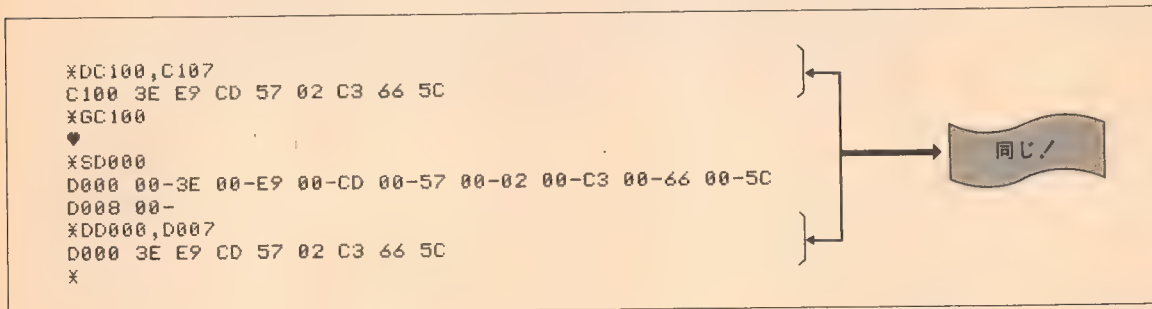 *DC100,C107
C100 3E E9 CD 57 02 C3 66 5C
*GC100
♥
*SD000
D000 00-3E 00-E9 00-CD 00-57 00-02 00-C3 00-66 00-5C
D008 00-
*DD000,D007
D000 3E E9 CD 57 02 C3 66 5C
*
同じ!